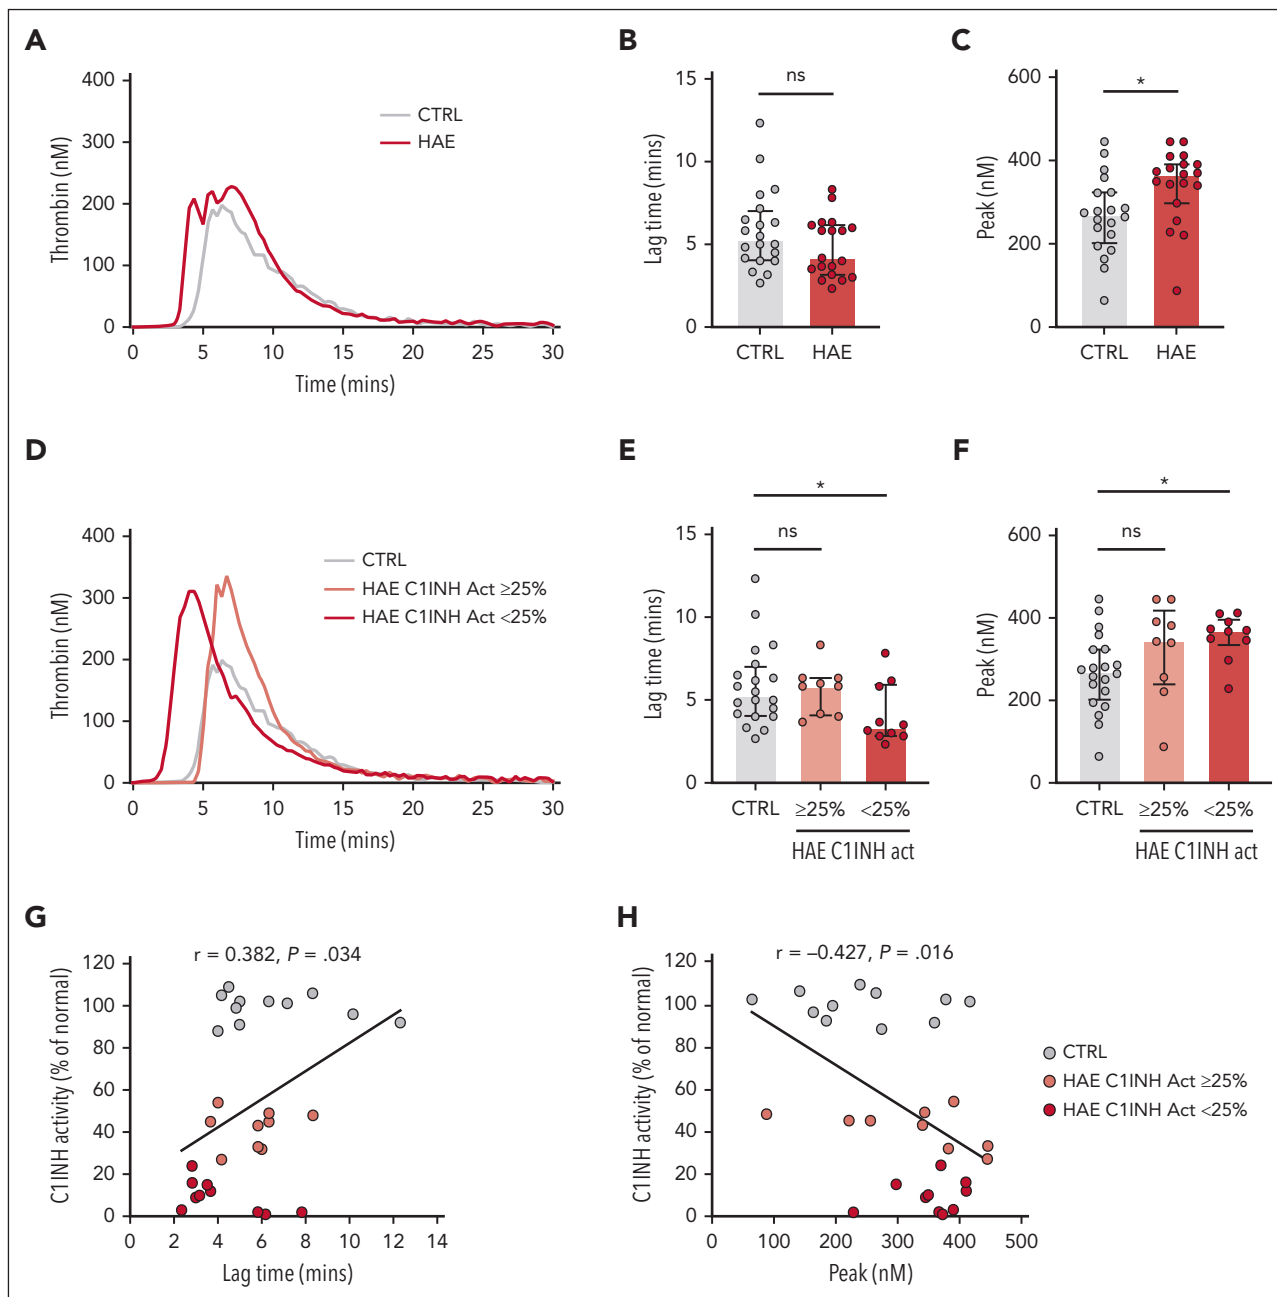 A
Thrombin (nM)
400
300
200
100
0
CTRL
HAE
0 5 10 15 20 25 30
Time (mins)
B
Lag time (mins)
15
10
5
0
ns
CTRL HAE
C
Peak (nM)
600
400
200
0
*
CTRL HAE
D
Thrombin (nM)
400
300
200
100
0
CTRL
HAE C1INH Act ≥25%
HAE C1INH Act <25%
0 5 10 15 20 25 30
Time (mins)
E
Lag time (mins)
15
10
5
0
*
ns
CTRL ≥25% <25%
HAE C1INH act
F
Peak (nM)
600
400
200
0
*
ns
CTRL ≥25% <25%
HAE C1INH act
G
r = 0.382, P = .034
C1INH activity (% of normal)
120
100
80
60
40
20
0
0 2 4 6 8 10 12 14
Lag time (mins)
H
r = –0.427, P = .016
C1INH activity (% of normal)
120
100
80
60
40
20
0
0 100 200 300 400 500
Peak (nM)
CTRL
HAE C1INH Act ≥25%
HAE C1INH Act <25%